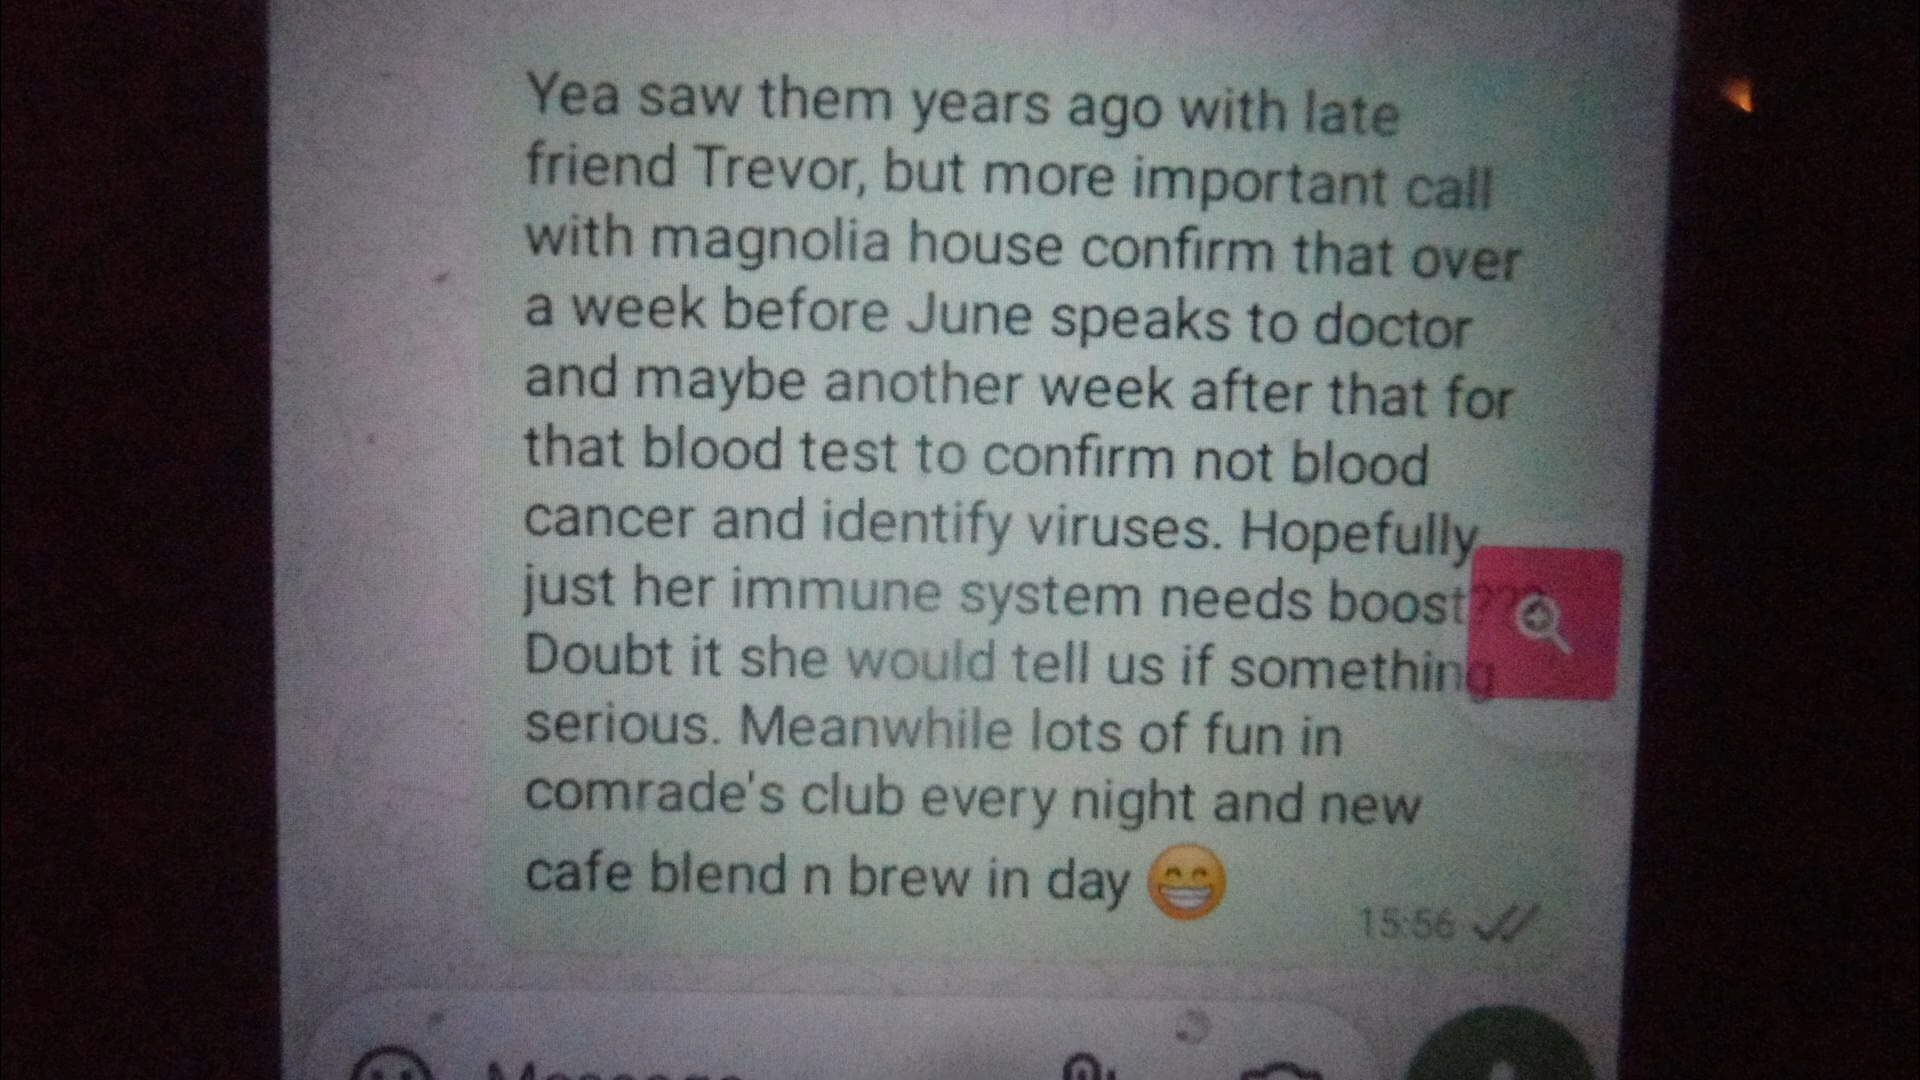 Yea saw them years ago with late
friend Trevor, but more important call
with magnolia house confirm that over
a week before June speaks to doctor
and maybe another week after that for
that blood test to confirm not blood
cancer and identify viruses. Hopefully
just her immune system needs boost???
Doubt it she would tell us if something
serious. Meanwhile lots of fun in
comrade's club every night and new
cafe blend n brew in day 😁
15:56
Message